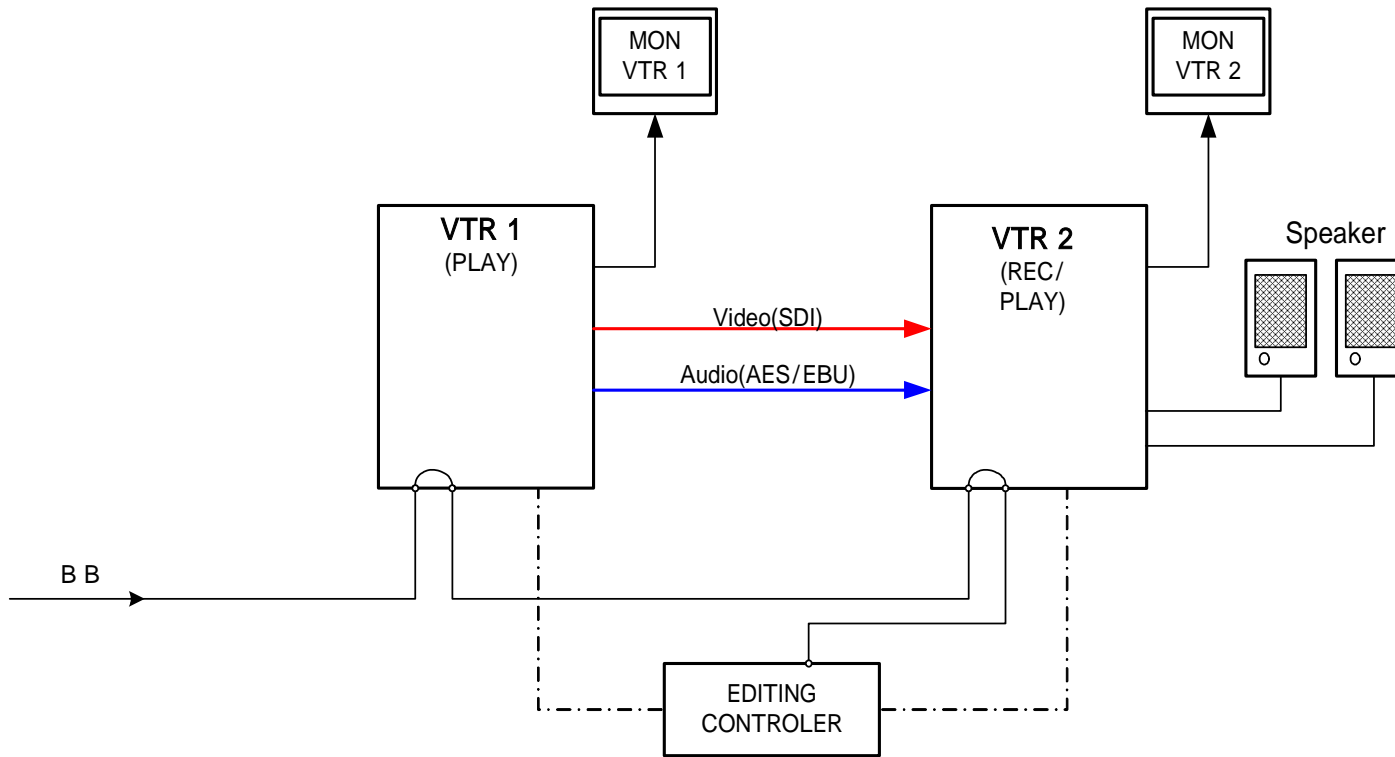 MON
VTR 1
MON
VTR 2
VTR 1
(PLAY)
VTR 2
(REC/
PLAY)
Speaker
Video(SDI)
Audio(AES/EBU)
B B
EDITING
CONTROLER